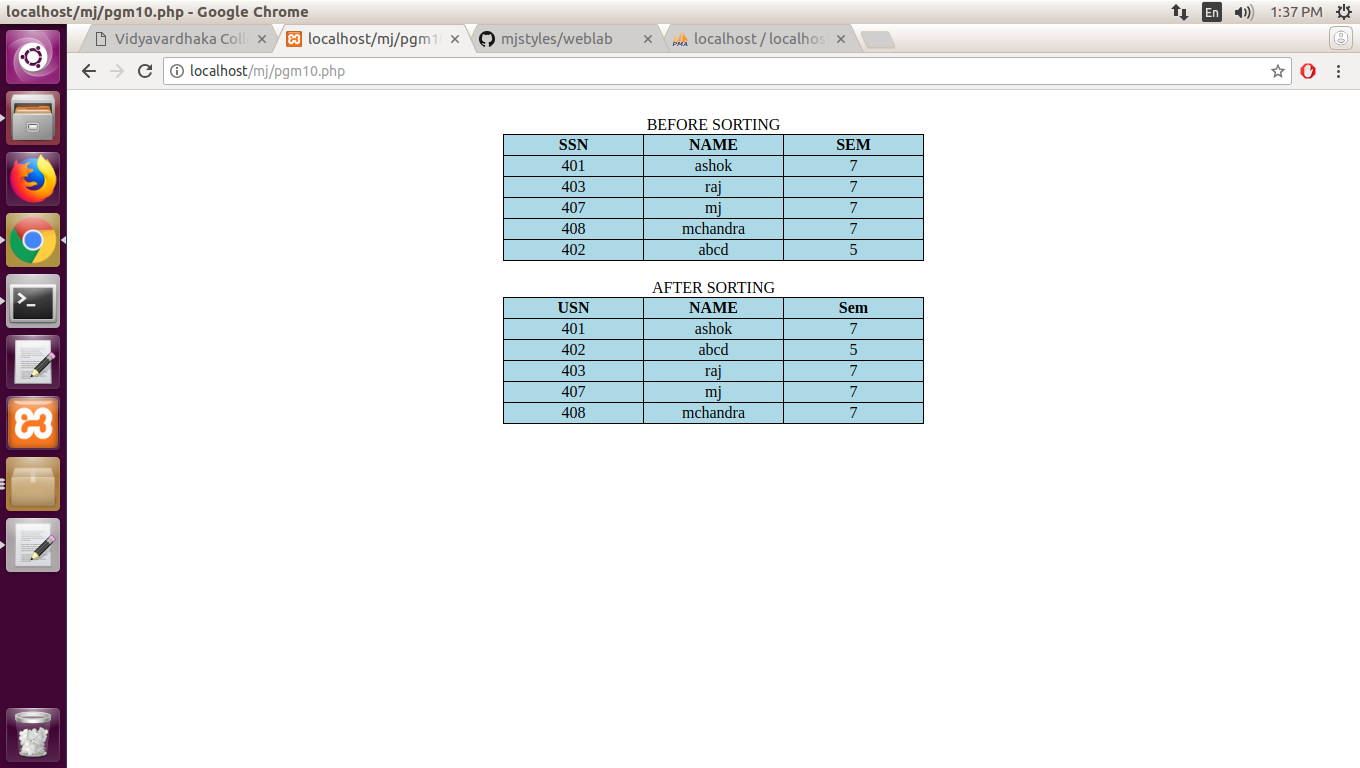 localhost/mj/pgm10.php - Google Chrome
En
1:37 PM
Vidyavardhaka Coll
localhost/mj/pgm10
mjstyles/weblab
PMA
localhost / localhos
localhost/mj/pgm10.php
BEFORE SORTING
SSN NAME SEM
401 ashok 7
403 raj 7
407 mj 7
408 mchandra 7
402 abcd 5
AFTER SORTING
USN NAME Sem
401 ashok 7
402 abcd 5
403 raj 7
407 mj 7
408 mchandra 7